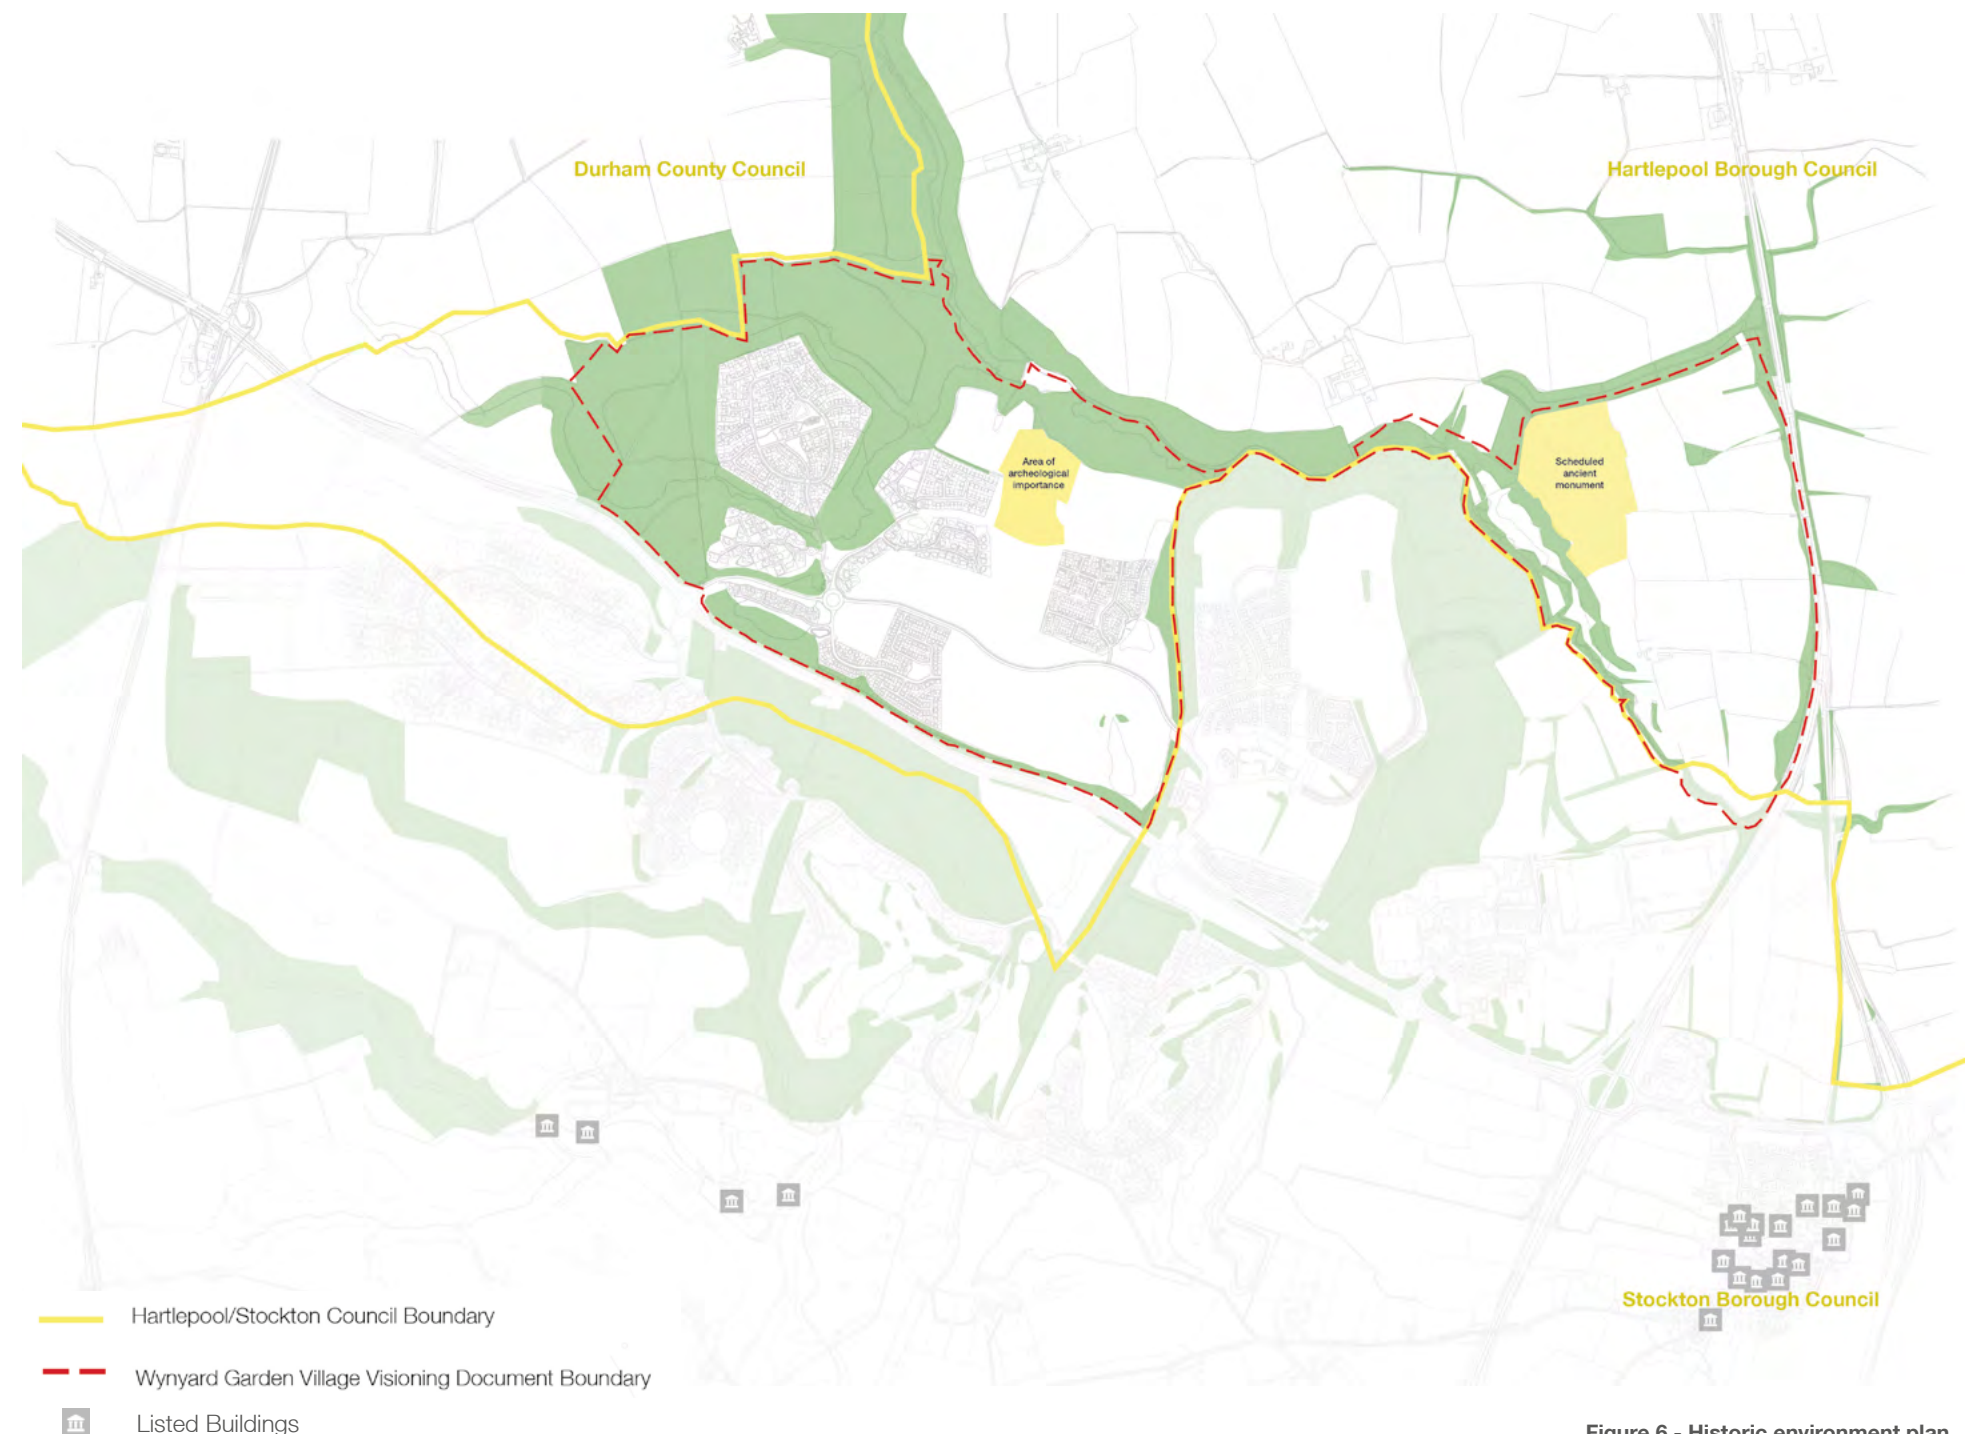 Durham County Council
Hartlepool Borough Council
Area of
archeological
importance
Scheduled
ancient
monument
Stockton Borough Council
Hartlepool/Stockton Council Boundary
Wynyard Garden Village Visioning Document Boundary
Listed Buildings
Figure 6 - Historic environment plan